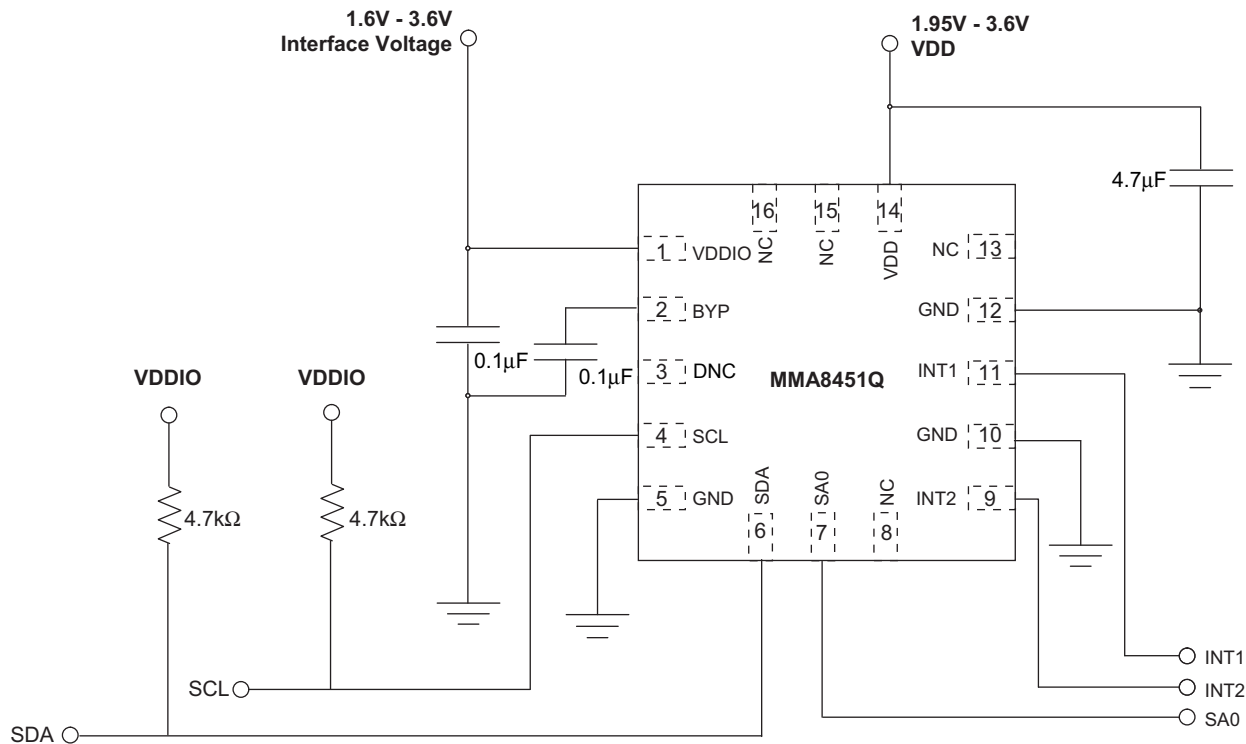 1.6V - 3.6V
Interface Voltage
1.95V - 3.6V
VDD
4.7μF
16
NC
15
NC
14
VDD
1
VDDIO
NC
13
2
BYP
GND
12
0.1μF
0.1μF
3
DNC
MMA8451Q
INT1
11
VDDIO
VDDIO
4
SCL
GND
10
5
GND
SDA
6
SA0
7
NC
8
INT2
9
4.7kΩ
4.7kΩ
INT1
SCL
INT2
SA0
SDA